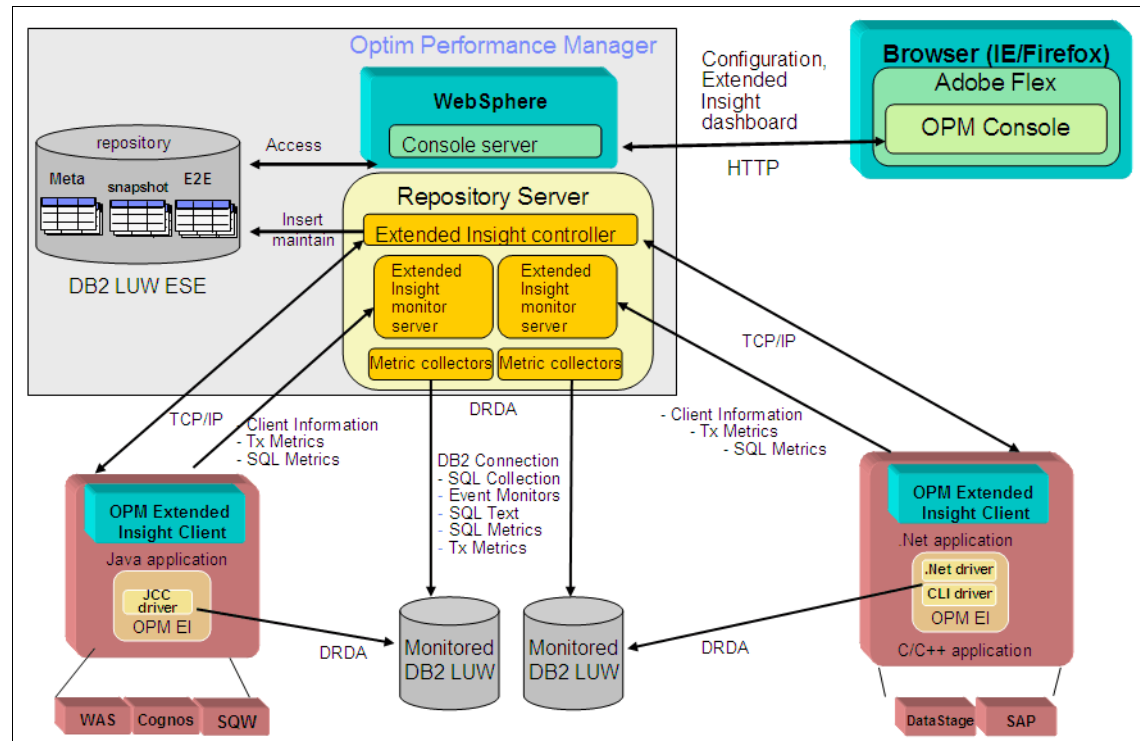 Optim Performance Manager
WebSphere
Console server
repository
Meta
snapshot
E2E
DB2 LUW ESE
Access
Insert
maintain
Configuration,
Extended
Insight
dashboard
HTTP
Browser (IE/Firefox)
Adobe Flex
OPM Console
Repository Server
Extended Insight controller
Extended
Insight
monitor
server
Extended
Insight
monitor
server
Metric collectors
Metric collectors
TCP/IP
- Client Information
- Tx Metrics
- SQL Metrics
DRDA
DB2 Connection
- SQL Collection
- Event Monitors
- SQL Text
- SQL Metrics
- Tx Metrics
TCP/IP
- Client Information
- Tx Metrics
- SQL Metrics
OPM Extended
Insight Client
Java application
JCC
driver
OPM EI
DRDA
WAS
Cognos
SQW
Monitored
DB2 LUW
Monitored
DB2 LUW
DRDA
OPM Extended
Insight Client
.Net application
.Net driver
CLI driver
OPM EI
C/C++ application
DataStage
SAP